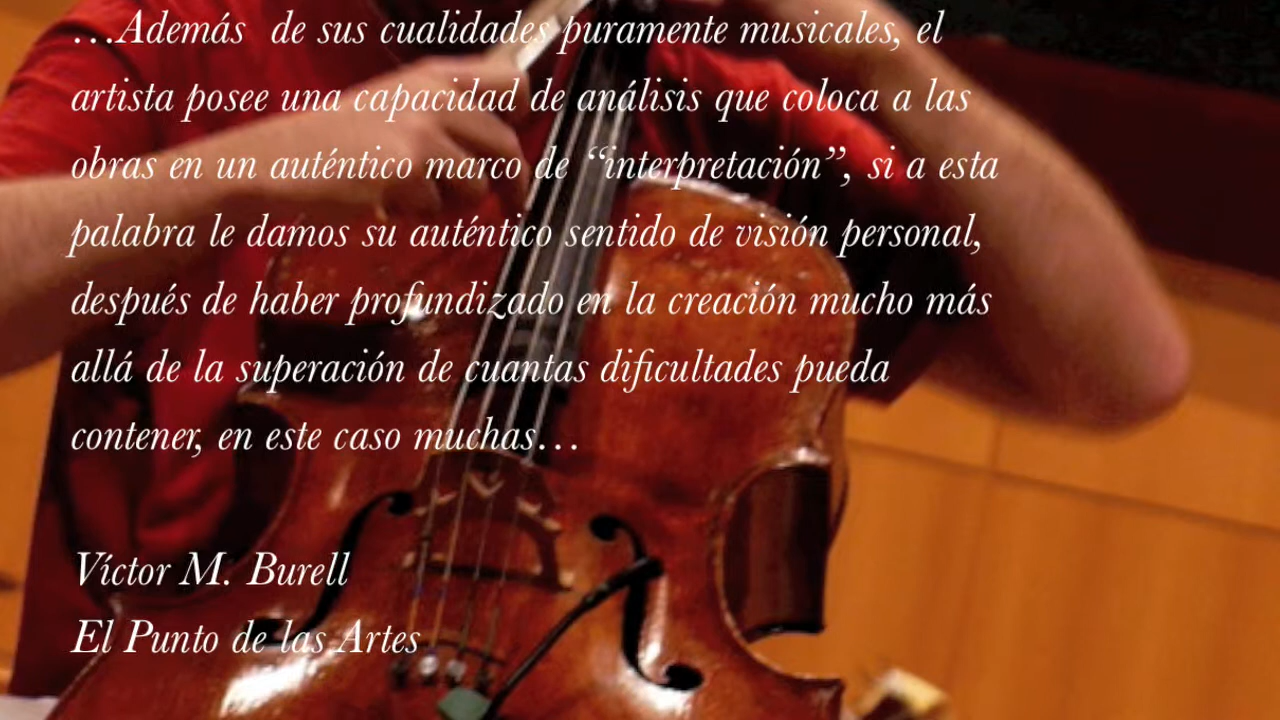 …Además de sus cualidades puramente musicales, el
artista posee una capacidad de análisis que coloca a las
obras en un auténtico marco de “interpretación”, si a esta
palabra le damos su auténtico sentido de visión personal,
después de haber profundizado en la creación mucho más
allá de la superación de cuantas dificultades pueda
contener, en este caso muchas…
Víctor M. Burell
El Punto de las Artes